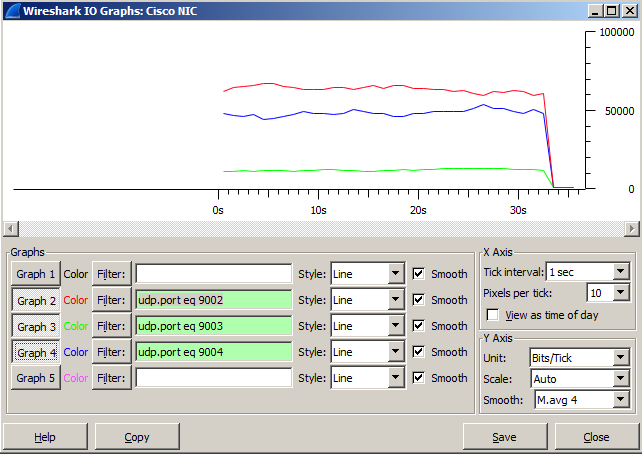 Wireshark IO Graphs: Cisco NIC
100000
50000
0
0s 10s 20s 30s
Graphs
Graph 1 Color Filter: Style: Line Smooth
Graph 2 Color Filter: udp.port eq 9002 Style: Line Smooth
Graph 3 Color Filter: udp.port eq 9003 Style: Line Smooth
Graph 4 Color Filter: udp.port eq 9004 Style: Line Smooth
Graph 5 Color Filter: Style: Line Smooth
X Axis
Tick interval: 1 sec
Pixels per tick: 10
View as time of day
Y Axis
Unit: Bits/Tick
Scale: Auto
Smooth: M.avg 4
Help Copy Save Close